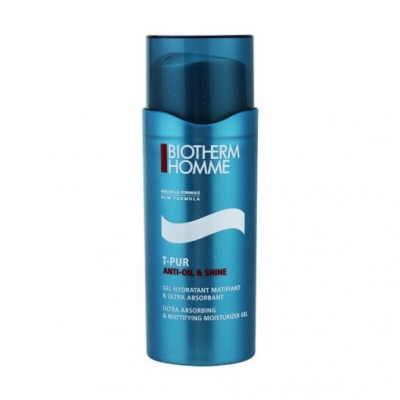 BIOTHERM
HOMME
NOUVELLE FORMULE
NEW FORMULA
T-PUR
ANTI-OIL & SHINE
GEL HYDRATANT MATIFIANT
& ULTRA ABSORBANT
ULTRA ABSORBING
& MATTIFYING MOISTURIZER GEL